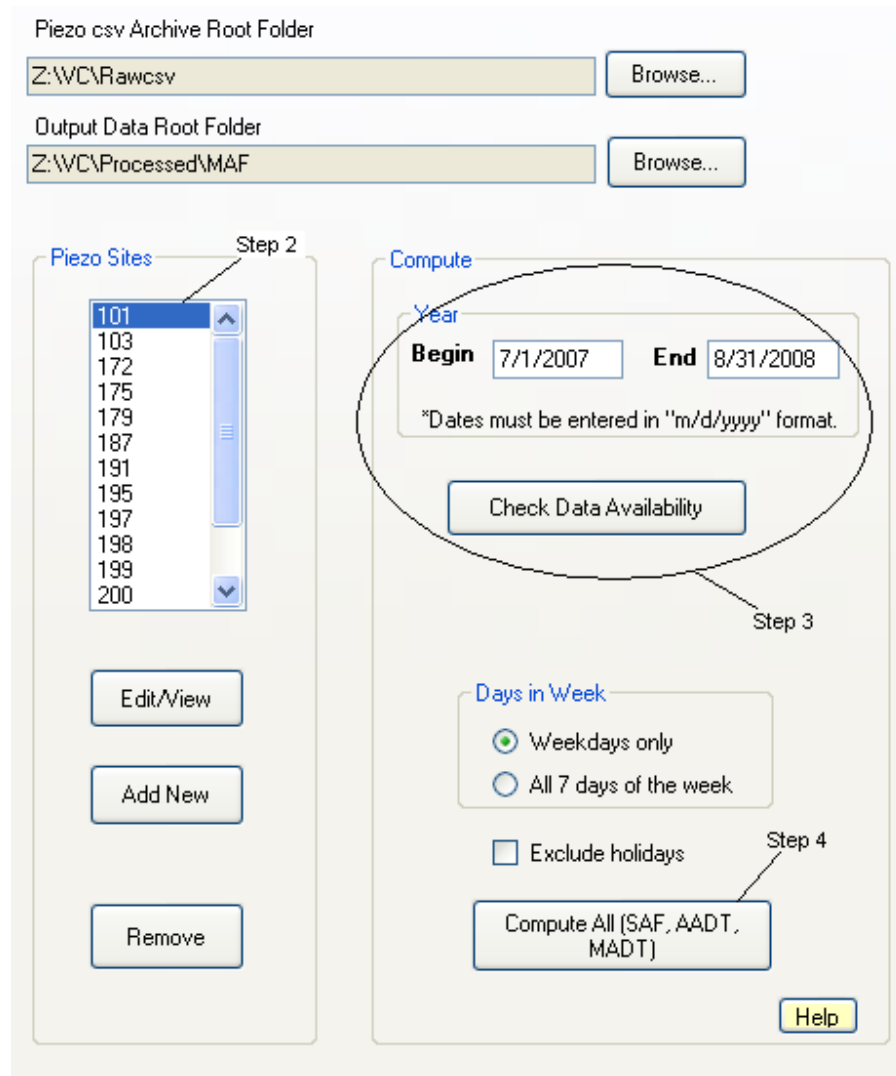 Piezo csv Archive Root Folder
Z:\VC\Rawcsv
Browse...
Output Data Root Folder
Z:\VC\Processed\MAF
Browse...
Piezo Sites
Step 2
101
103
172
175
179
187
191
195
197
198
199
200
Edit/View
Add New
Remove
Compute
Year
Begin 7/1/2007 End 8/31/2008
*Dates must be entered in "m/d/yyyy" format.
Check Data Availability
Step 3
Days in Week
Weekdays only
All 7 days of the week
Exclude holidays
Step 4
Compute All (SAF, AADT,
MADT)
Help